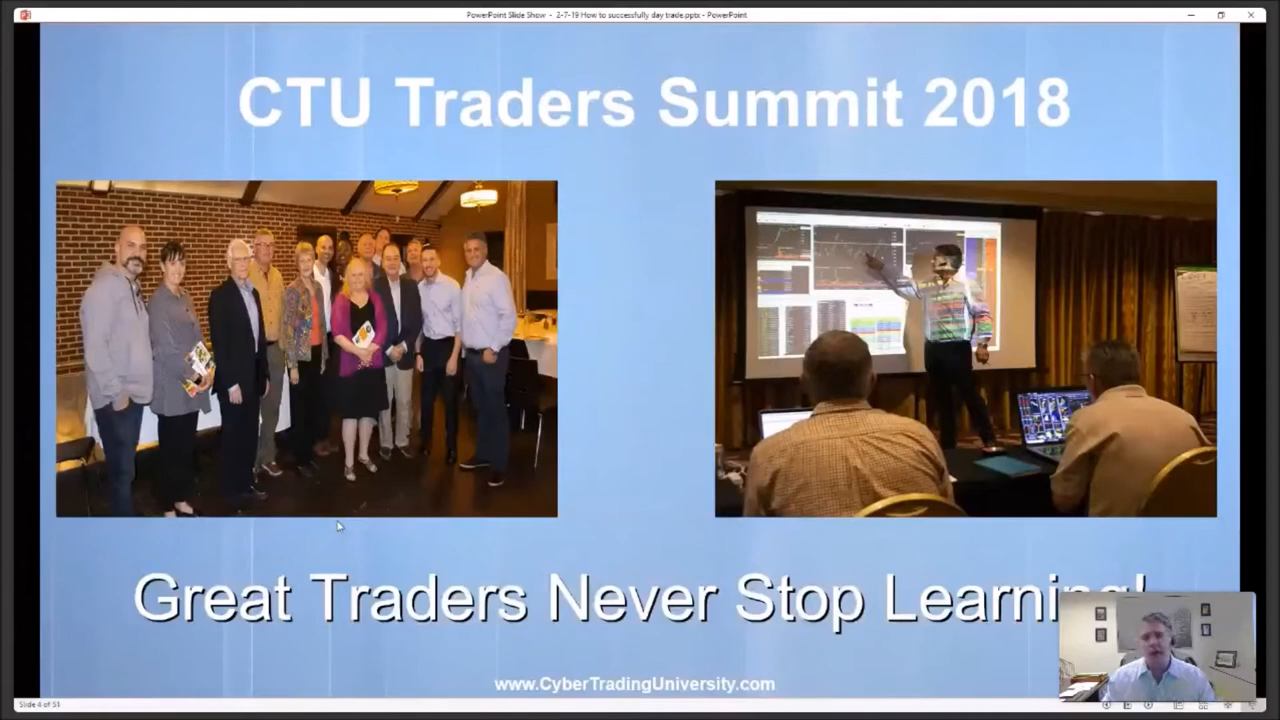 PowerPoint Slide Show - 2-7-19 How to successfully day trade.pptx - PowerPoint
CTU Traders Summit 2018
Great Traders Never Stop Learning!
www.CyberTradingUniversity.com
Slide 4 of 51